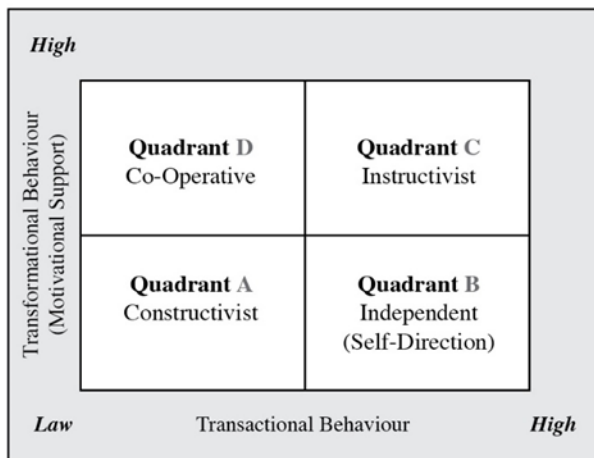 High
Transformational Behaviour
(Motivational Support)
Quadrant D
Co-Operative
Quadrant C
Instructivist
Quadrant A
Constructivist
Quadrant B
Independent
(Self-Direction)
Law
Transactional Behaviour
High